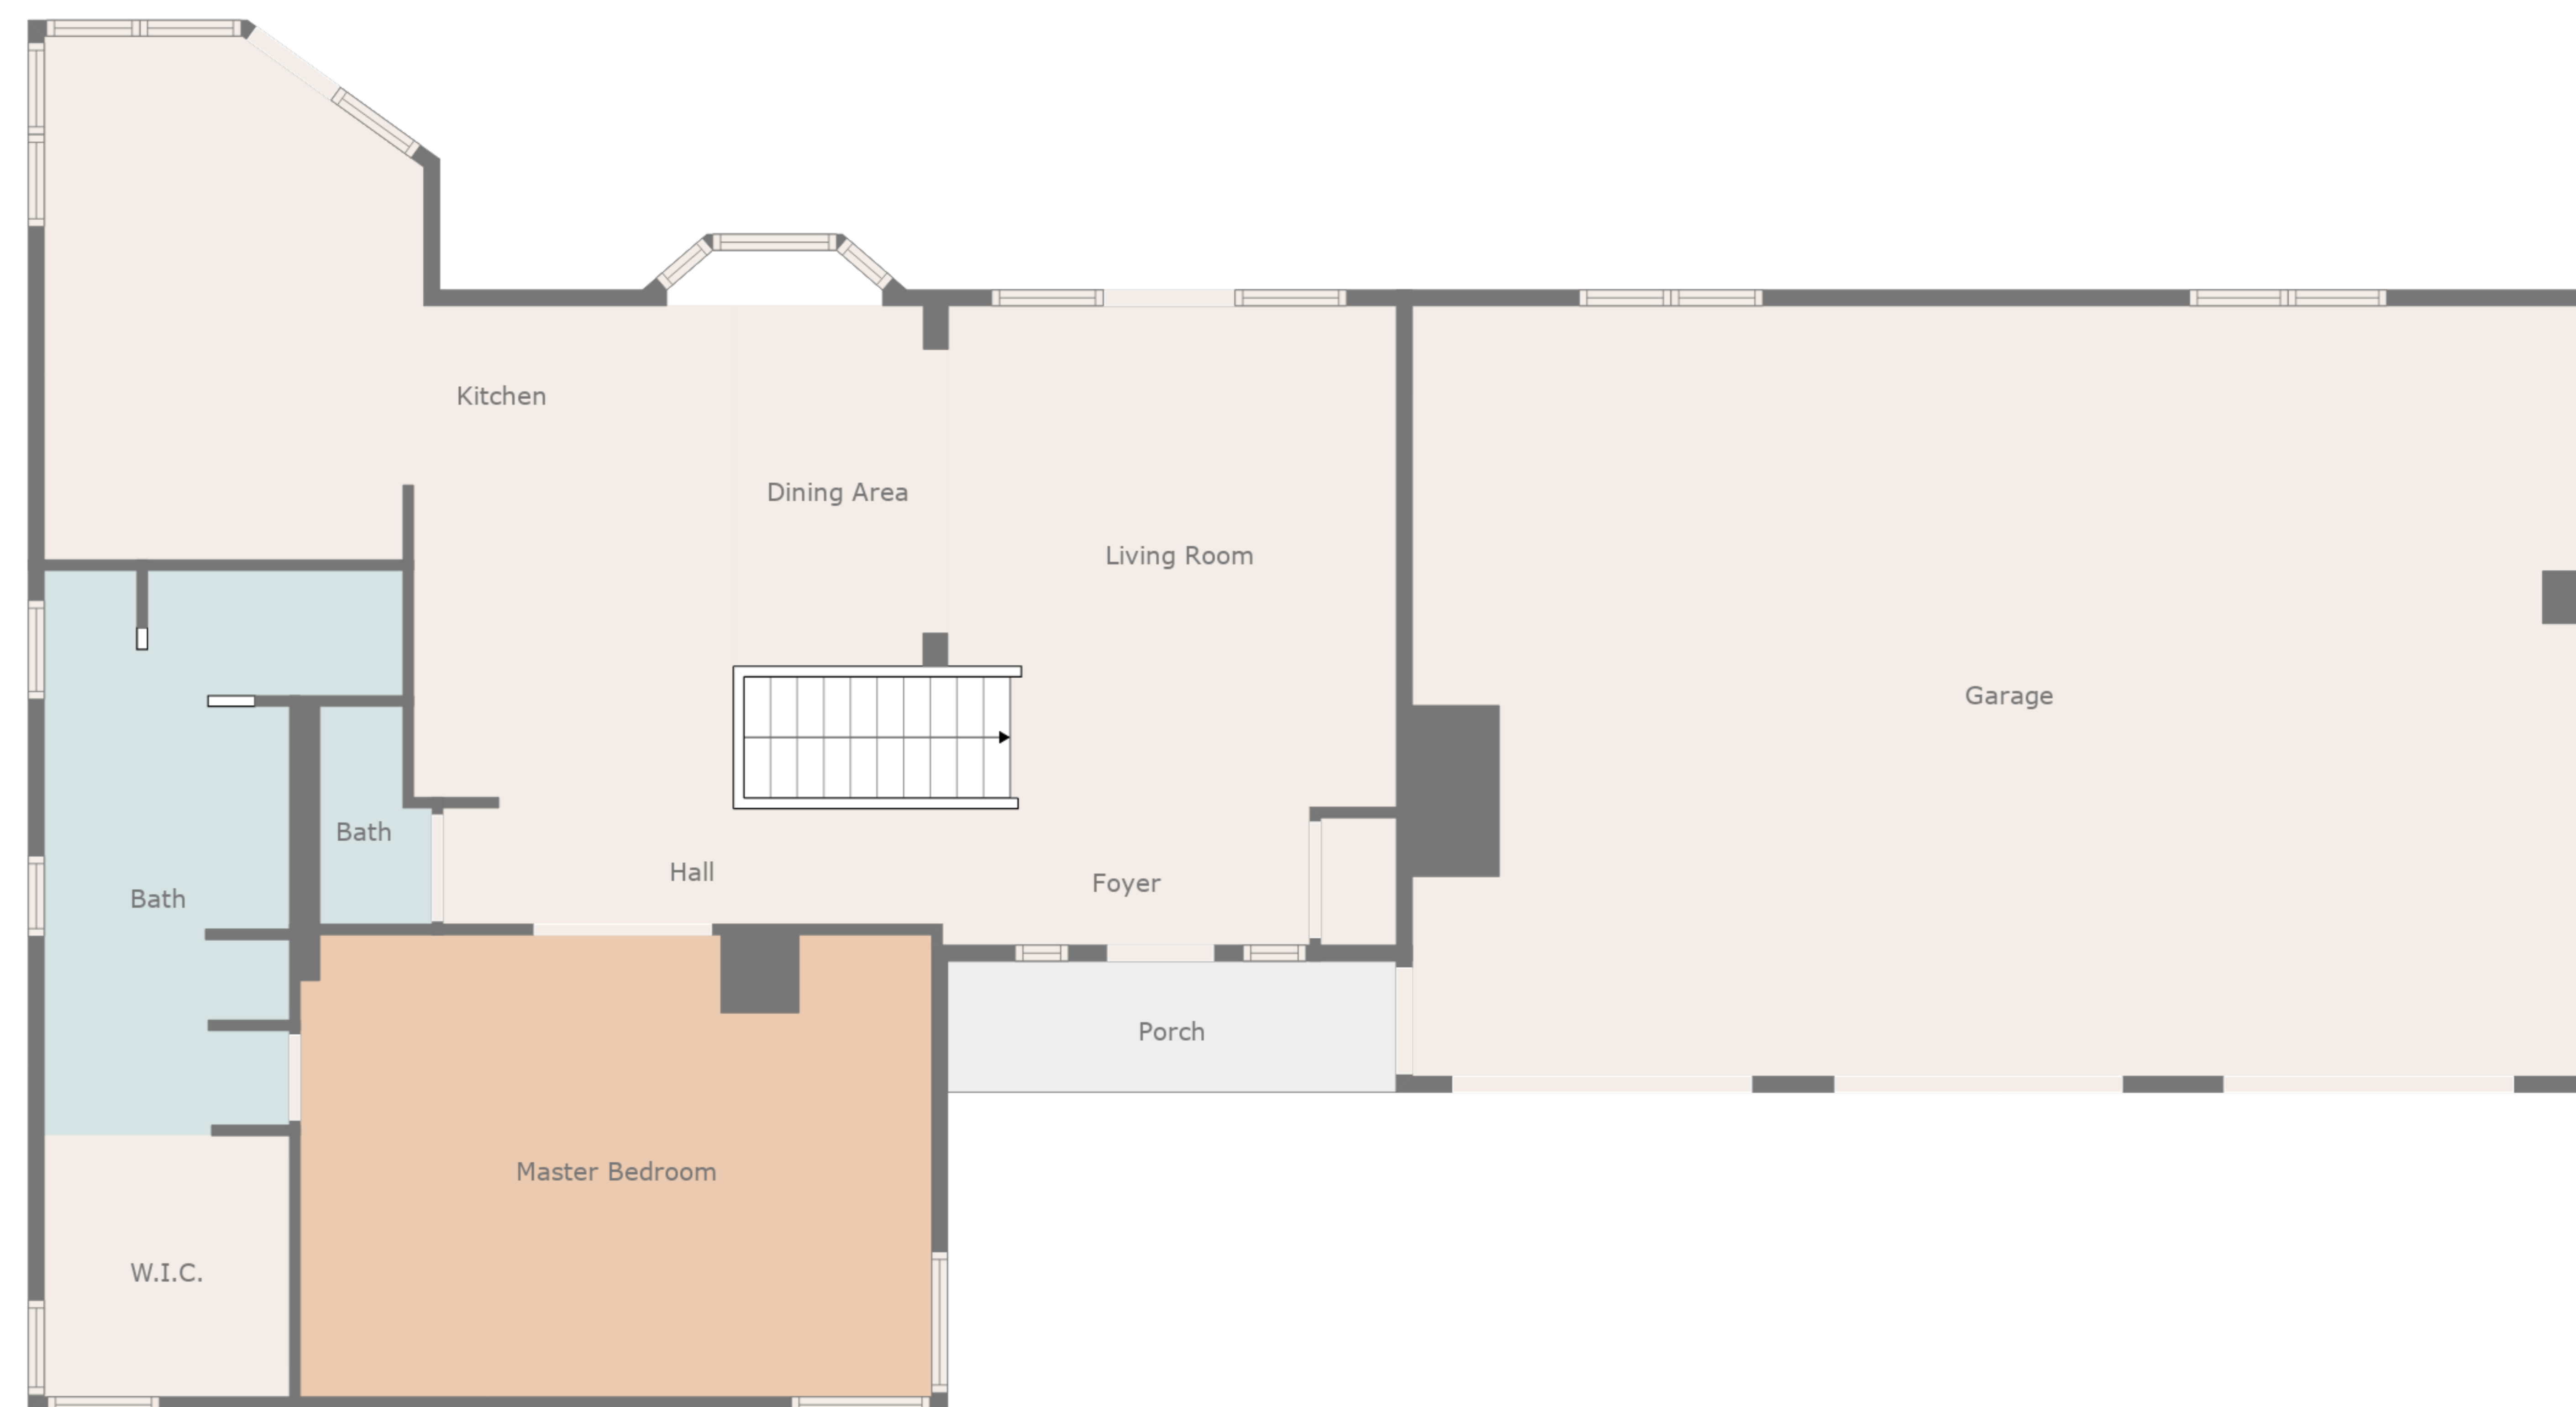 Kitchen
Dining Area
Living Room
Garage
Bath
Hall
Foyer
Bath
Porch
Master Bedroom
W.I.C.